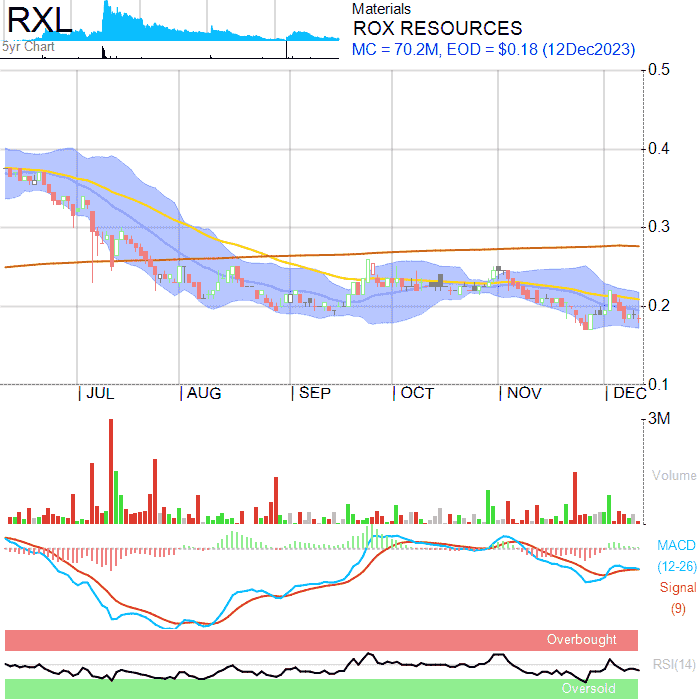 RXL
5yr Chart
Materials
ROX RESOURCES
MC = 70.2M, EOD = $0.18 (12Dec2023)
0.5
0.4
0.3
0.2
0.1
JUL
AUG
SEP
OCT
NOV
DEC
3M
Volume
MACD
(12-26)
Signal
(9)
Overbought
RSI(14)
Oversold